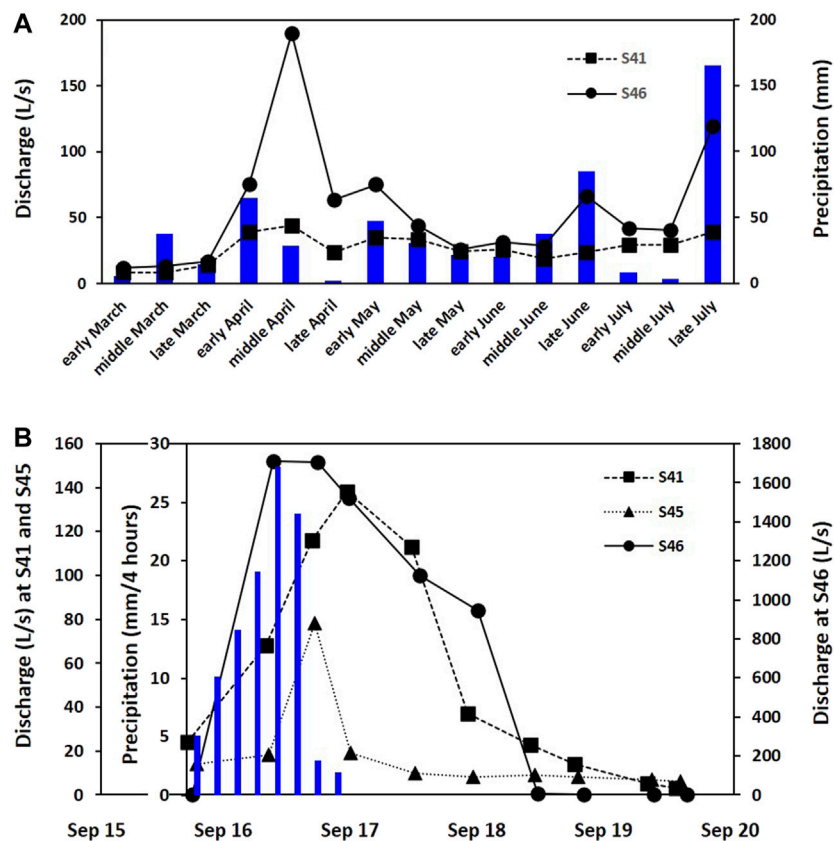 A
Discharge (L/s)
Precipitation (mm)
200
150
100
50
0
200
150
100
50
0
S41
S46
early March
middle March
late March
early April
middle April
late April
early May
middle May
late May
early June
middle June
late June
early July
middle July
late July
B
Discharge (L/s) at S41 and S45
160
140
120
100
80
60
40
20
0
Precipitation (mm/4 hours)
30
25
20
15
10
5
0
S41
S45
S46
1800
1600
1400
1200
1000
800
600
400
200
0
Discharge at S46 (L/s)
Sep 15 Sep 16 Sep 17 Sep 18 Sep 19 Sep 20